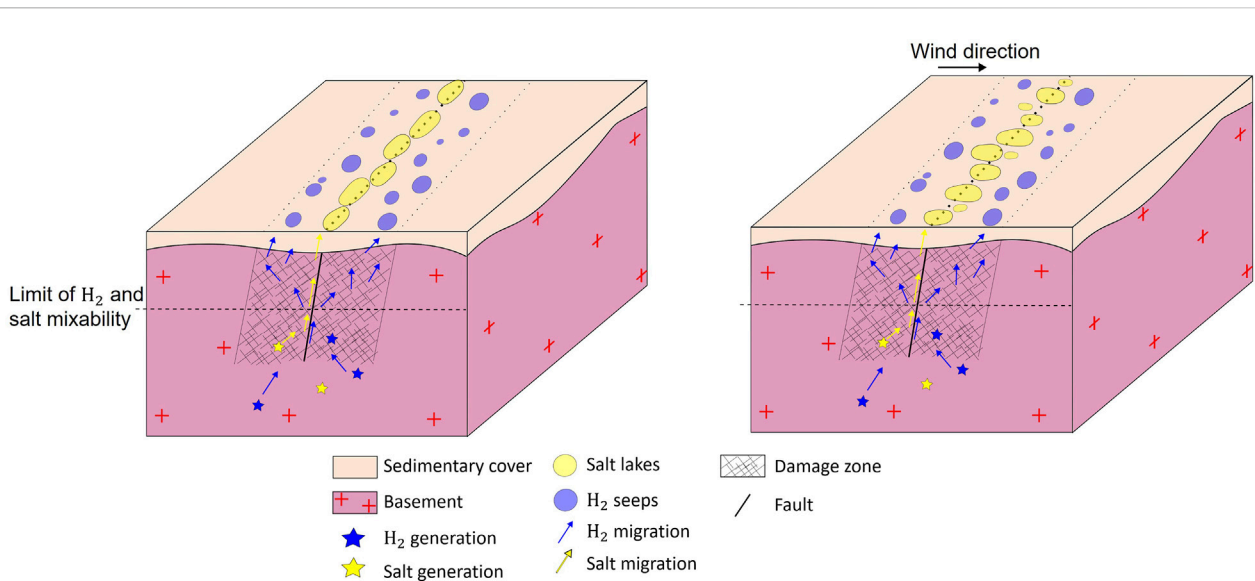 Wind direction
Limit of H₂ and
salt mixability
Sedimentary cover
Basement
H₂ generation
Salt generation
Salt lakes
H₂ seeps
H₂ migration
Salt migration
Damage zone
Fault